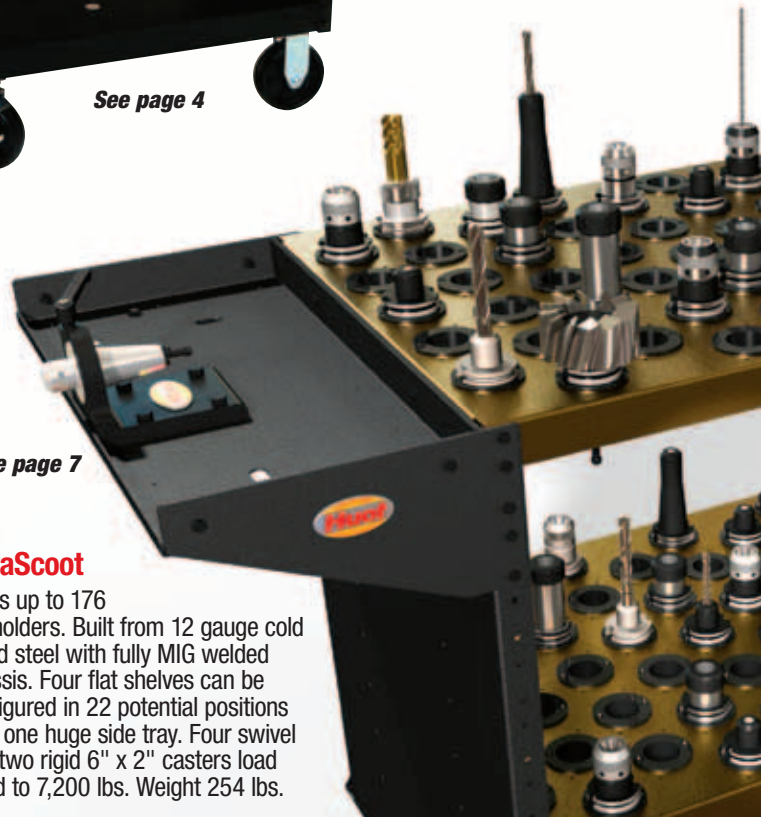 See page 4
page 7
Huot
aScoot
s up to 176
holders. Built from 12 gauge cold
d steel with fully MIG welded
ssis. Four flat shelves can be
igured in 22 potential positions
one huge side tray. Four swivel
two rigid 6" x 2" casters load
d to 7,200 lbs. Weight 254 lbs.